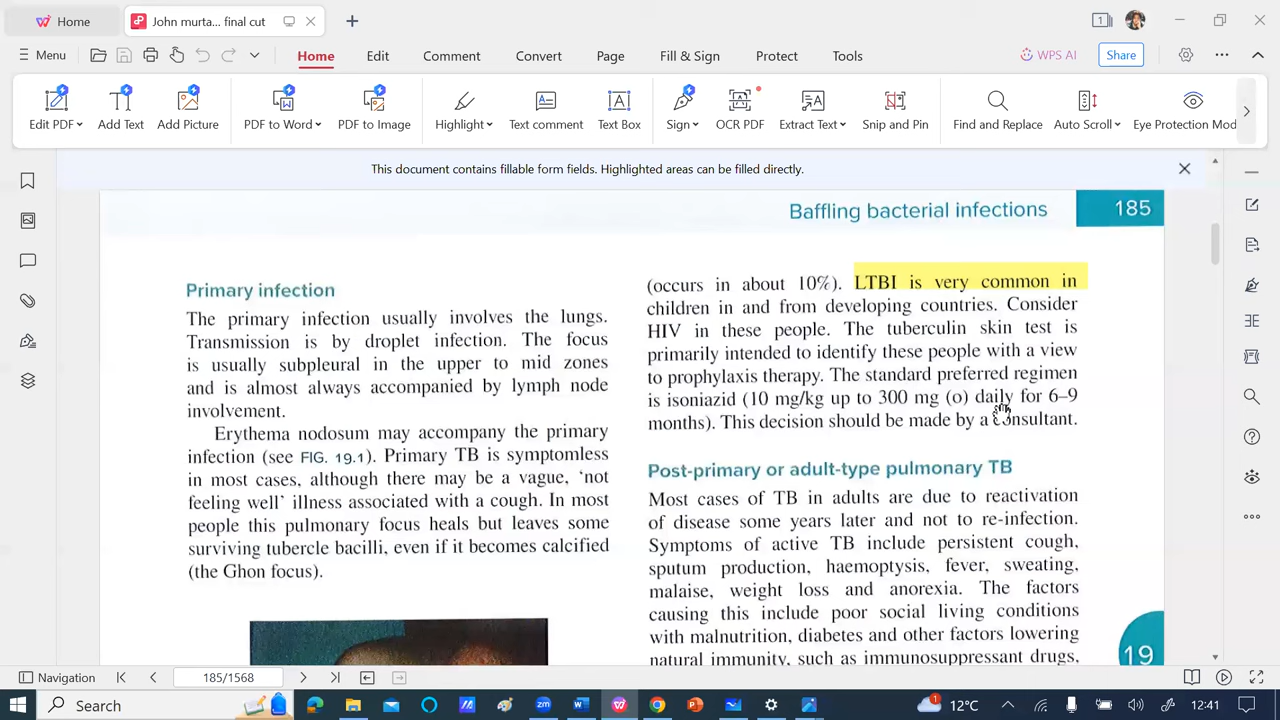 Home
John murta... final cut
1
Menu
Home
Edit
Comment
Convert
Page
Fill & Sign
Protect
Tools
WPS AI
Share
Edit PDF
Add Text
Add Picture
PDF to Word
PDF to Image
Highlight
Text comment
Text Box
Sign
OCR PDF
Extract Text
Snip and Pin
Find and Replace
Auto Scroll
Eye Protection Mod
This document contains fillable form fields. Highlighted areas can be filled directly.
Baffling bacterial infections 185
Primary infection
The primary infection usually involves the lungs.
Transmission is by droplet infection. The focus
is usually subpleural in the upper to mid zones
and is almost always accompanied by lymph node
involvement.
Erythema nodosum may accompany the primary
infection (see FIG. 19.1). Primary TB is symptomless
in most cases, although there may be a vague, ‘not
feeling well’ illness associated with a cough. In most
people this pulmonary focus heals but leaves some
surviving tubercle bacilli, even if it becomes calcified
(the Ghon focus).
(occurs in about 10%). LTBI is very common in
children in and from developing countries. Consider
HIV in these people. The tuberculin skin test is
primarily intended to identify these people with a view
to prophylaxis therapy. The standard preferred regimen
is isoniazid (10 mg/kg up to 300 mg (o) daily for 6–9
months). This decision should be made by a consultant.
Post-primary or adult-type pulmonary TB
Most cases of TB in adults are due to reactivation
of disease some years later and not to re-infection.
Symptoms of active TB include persistent cough,
sputum production, haemoptysis, fever, sweating,
malaise, weight loss and anorexia. The factors
causing this include poor social living conditions
with malnutrition, diabetes and other factors lowering
natural immunity, such as immunosuppressant drugs,
19
Navigation
185/1568
Search
12°C
12:41